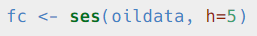 fc <- ses(oildata, h=5)